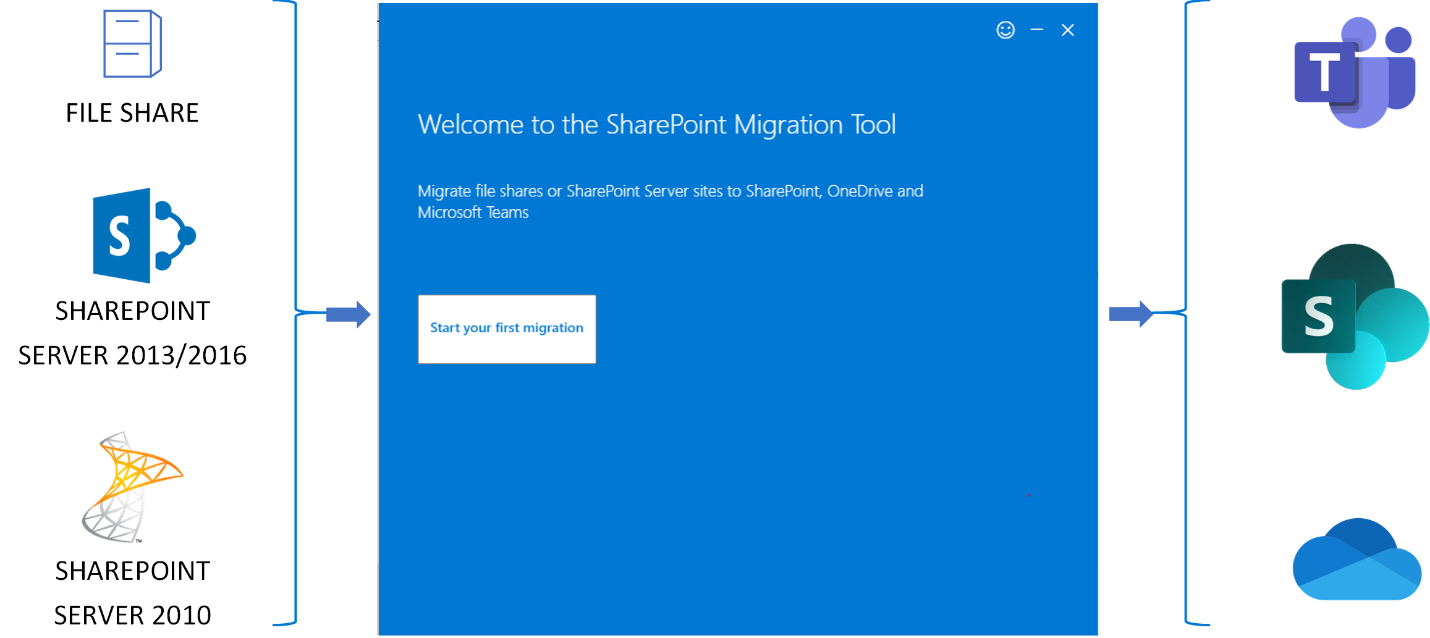 FILE SHARE
S
SHAREPOINT
SERVER 2013/2016
TM
SHAREPOINT
SERVER 2010
Welcome to the SharePoint Migration Tool
Migrate file shares or SharePoint Server sites to SharePoint, OneDrive and
Microsoft Teams
Start your first migration
T
S